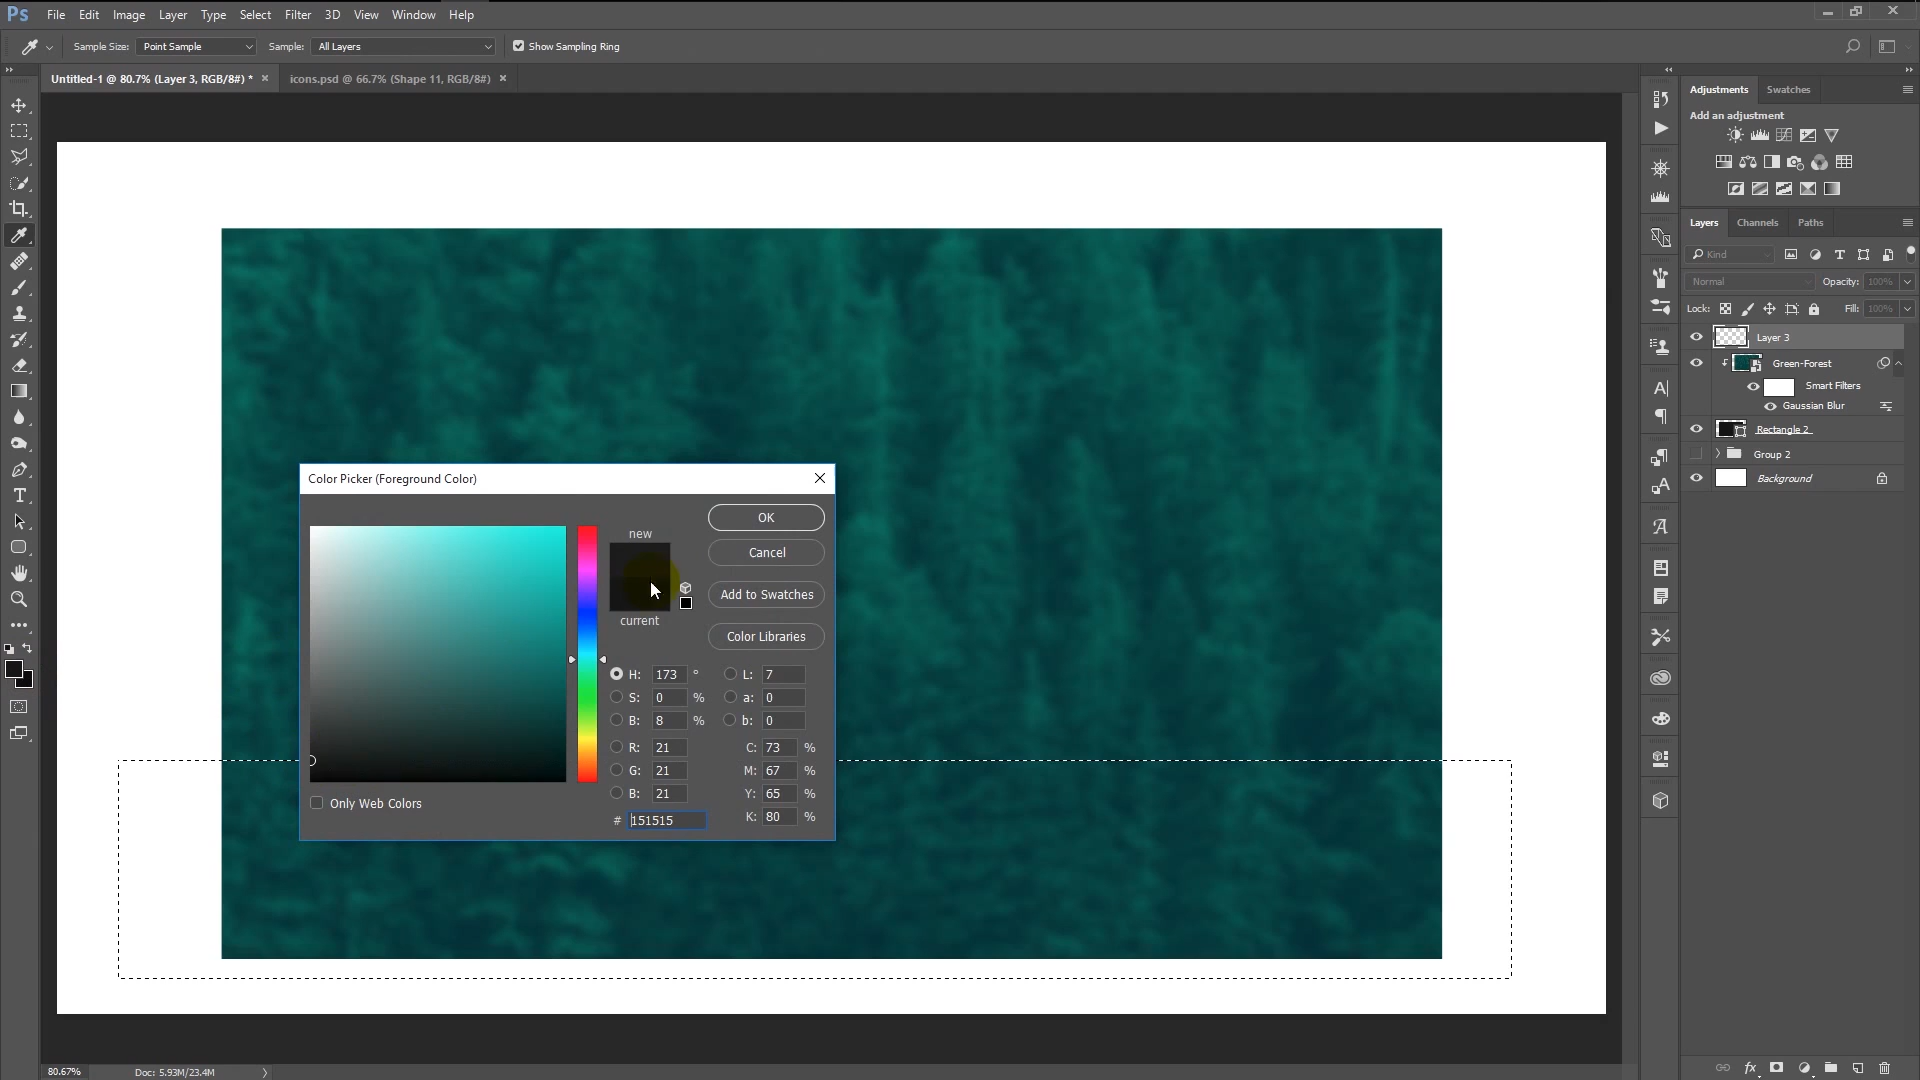 Ps File Edit Image Layer Type Select Filter 3D View Window Help
Sample Size: Point Sample Sample: All Layers Show Sampling Ring
Untitled-1 @ 80.7% (Layer 3, RGB/8#) * × icons.psd @ 66.7% (Shape 11, RGB/8#) ×
Adjustments Swatches
Add an adjustment
Layers Channels Paths
Kind
Normal Opacity: 100%
Lock: Fill: 100%
Layer 3
Green-Forest
Smart Filters
Gaussian Blur
Rectangle 2
Group 2
Background
Color Picker (Foreground Color)
new
current
OK
Cancel
Add to Swatches
Color Libraries
H: 173 ° L: 7
S: 0 % a: 0
B: 8 % b: 0
R: 21 C: 73 %
G: 21 M: 67 %
B: 21 Y: 65 %
# 151515 K: 80 %
Only Web Colors
80.67% Doc: 5.93M/23.4M